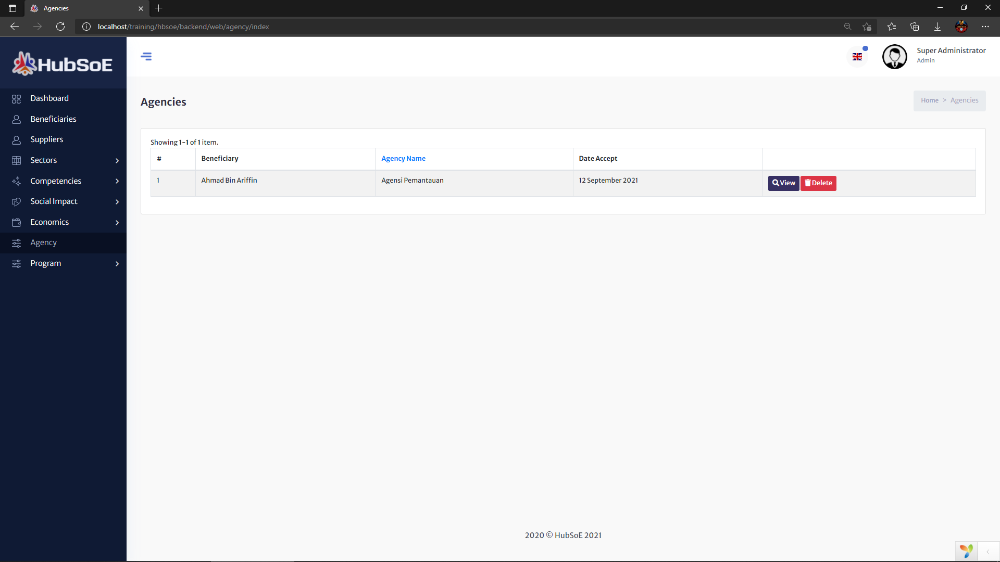 Agencies
localhost/training/hbsoe/backend/web/agency/index
HubSoE
Super Administrator
Admin
Dashboard
Beneficiaries
Suppliers
Sectors
Competencies
Social Impact
Economics
Agency
Program
Agencies
Home > Agencies
Showing 1-1 of 1 item.
# Beneficiary Agency Name Date Accept
1 Ahmad Bin Ariffin Agensi Pemantauan 12 September 2021 View Delete
2020 © HubSoE 2021